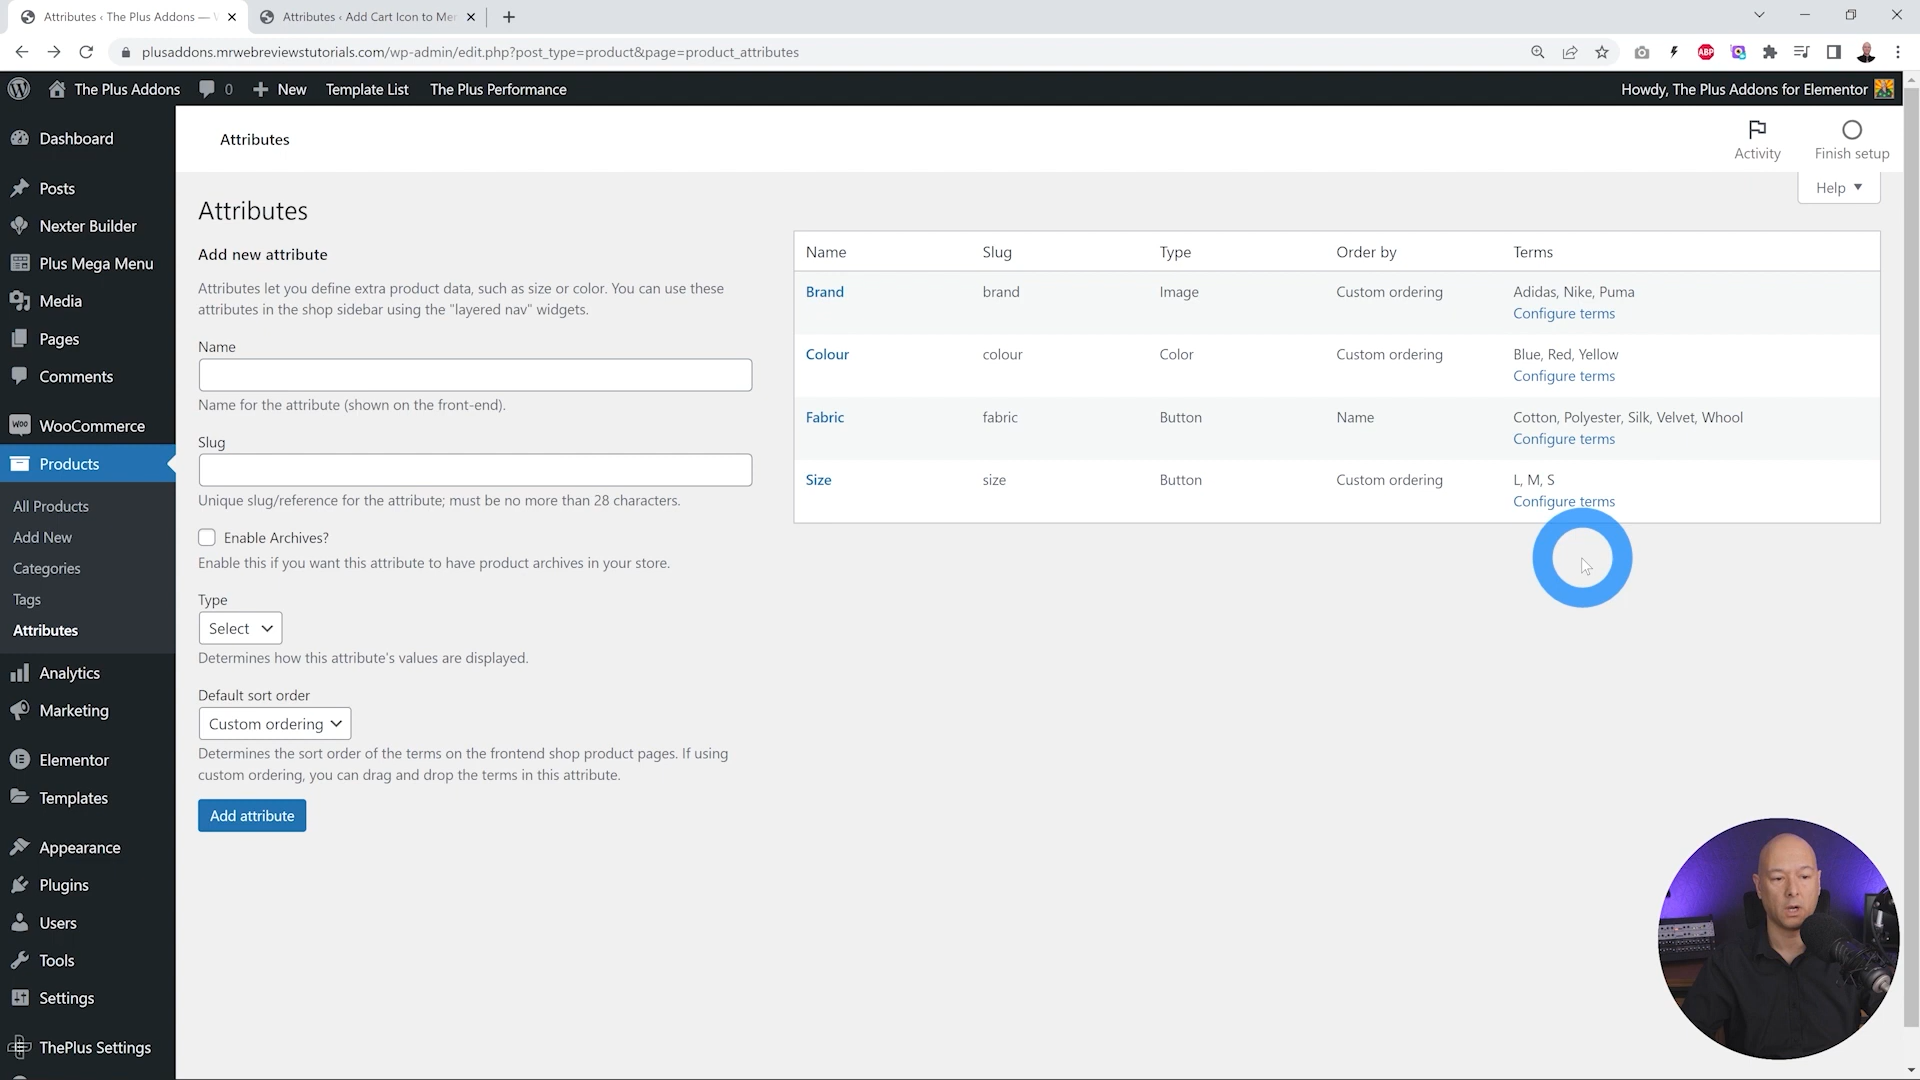 Attributes ‹ The Plus Addons — V
Attributes ‹ Add Cart Icon to Mer
plusaddons.mrwebreviewstutorials.com/wp-admin/edit.php?post_type=product&page=product_attributes
ABP
The Plus Addons
0
New
Template List
The Plus Performance
Howdy, The Plus Addons for Elementor
Dashboard
Posts
Nexter Builder
Plus Mega Menu
Media
Pages
Comments
WOO
WooCommerce
Products
All Products
Add New
Categories
Tags
Attributes
Analytics
Marketing
Elementor
Templates
Appearance
Plugins
Users
Tools
Settings
ThePlus Settings
Attributes
Activity
Finish setup
Help
Attributes
Add new attribute
Attributes let you define extra product data, such as size or color. You can use these
attributes in the shop sidebar using the "layered nav" widgets.
Name
Name for the attribute (shown on the front-end).
Slug
Unique slug/reference for the attribute; must be no more than 28 characters.
Enable Archives?
Enable this if you want this attribute to have product archives in your store.
Type
Select
Determines how this attribute's values are displayed.
Default sort order
Custom ordering
Determines the sort order of the terms on the frontend shop product pages. If using
custom ordering, you can drag and drop the terms in this attribute.
Add attribute
Name Slug Type Order by Terms
Brand brand Image Custom ordering Adidas, Nike, Puma
Configure terms
Colour colour Color Custom ordering Blue, Red, Yellow
Configure terms
Fabric fabric Button Name Cotton, Polyester, Silk, Velvet, Whool
Configure terms
Size size Button Custom ordering L, M, S
Configure terms